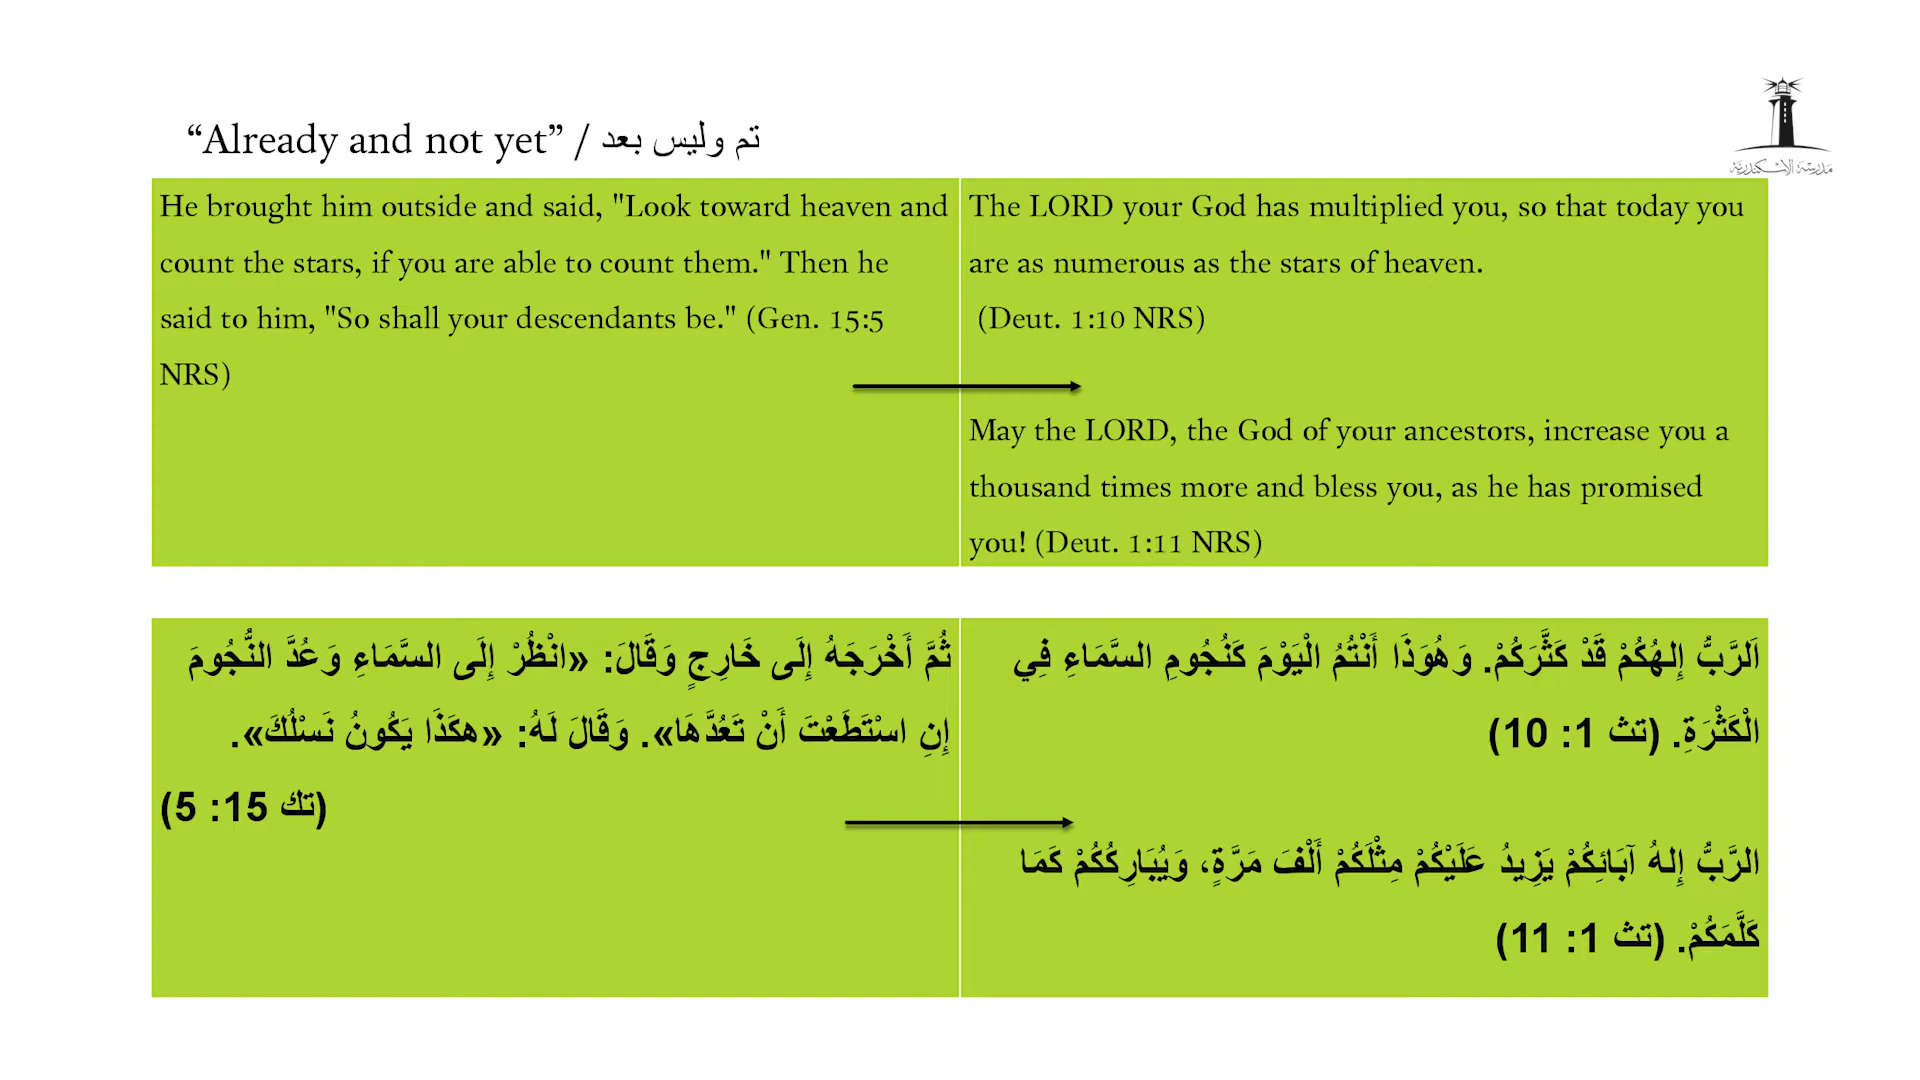 “Already and not yet” / تم وليس بعد
مدرسة الإسكندرية
He brought him outside and said, "Look toward heaven and
count the stars, if you are able to count them." Then he
said to him, "So shall your descendants be." (Gen. 15:5
NRS)
The LORD your God has multiplied you, so that today you
are as numerous as the stars of heaven.
(Deut. 1:10 NRS)
May the LORD, the God of your ancestors, increase you a
thousand times more and bless you, as he has promised
you! (Deut. 1:11 NRS)
ثُمَّ أَخْرَجَهُ إِلَى خَارِجٍ وَقَالَ: «انْظُرْ إِلَى السَّمَاءِ وَعُدَّ النُّجُومَ
إِنِ اسْتَطَعْتَ أَنْ تَعُدَّهَا». وَقَالَ لَهُ: «هكَذَا يَكُونُ نَسْلُكَ».
(تك 15: 5)
اَلرَّبُّ إِلهُكُمْ قَدْ كَثَّرَكُمْ. وَهُوَذَا أَنْتُمُ الْيَوْمَ كَنُجُومِ السَّمَاءِ فِي
الْكَثْرَةِ. (تث 1: 10)
الرَّبُّ إِلهُ آبَائِكُمْ يَزِيدُ عَلَيْكُمْ مِثْلَكُمْ أَلْفَ مَرَّةٍ، وَيُبَارِكُكُمْ كَمَا
كَلَّمَكُمْ. (تث 1: 11)